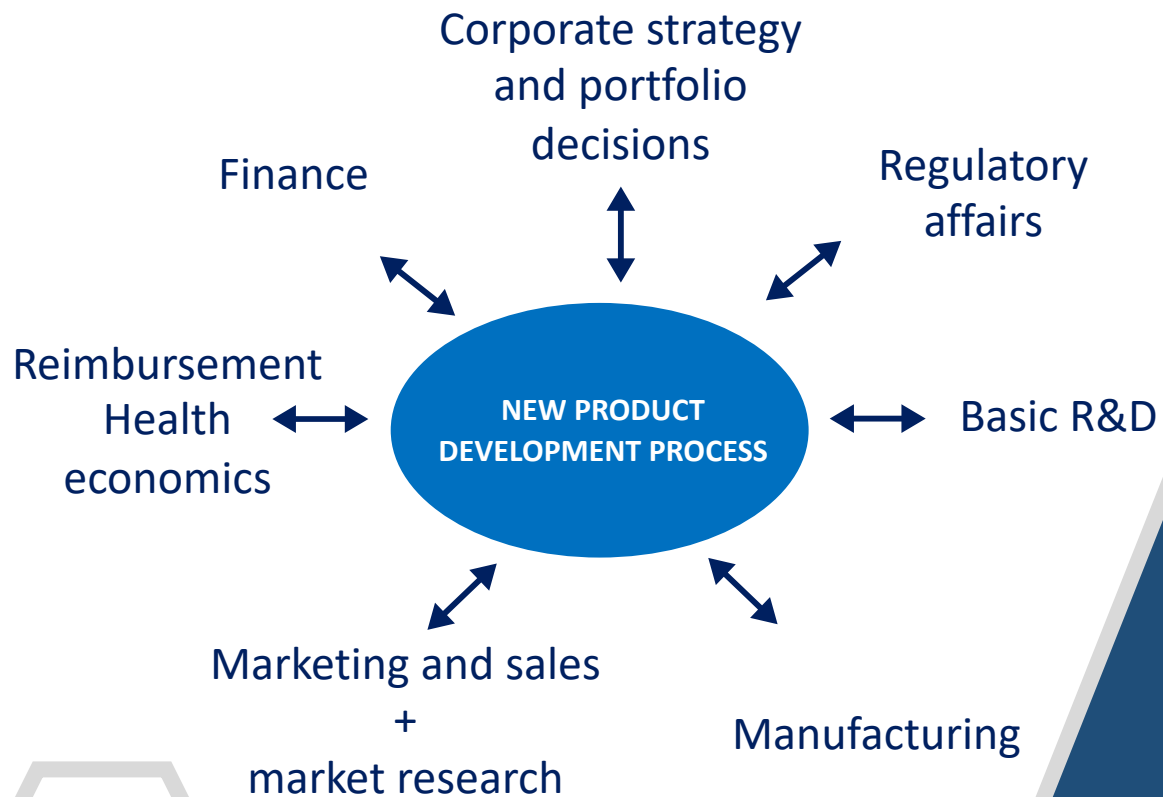 Corporate strategy
and portfolio
decisions
Finance
Regulatory
affairs
Reimbursement
Health
economics
NEW PRODUCT
DEVELOPMENT PROCESS
Basic R&D
Marketing and sales
+
market research
Manufacturing